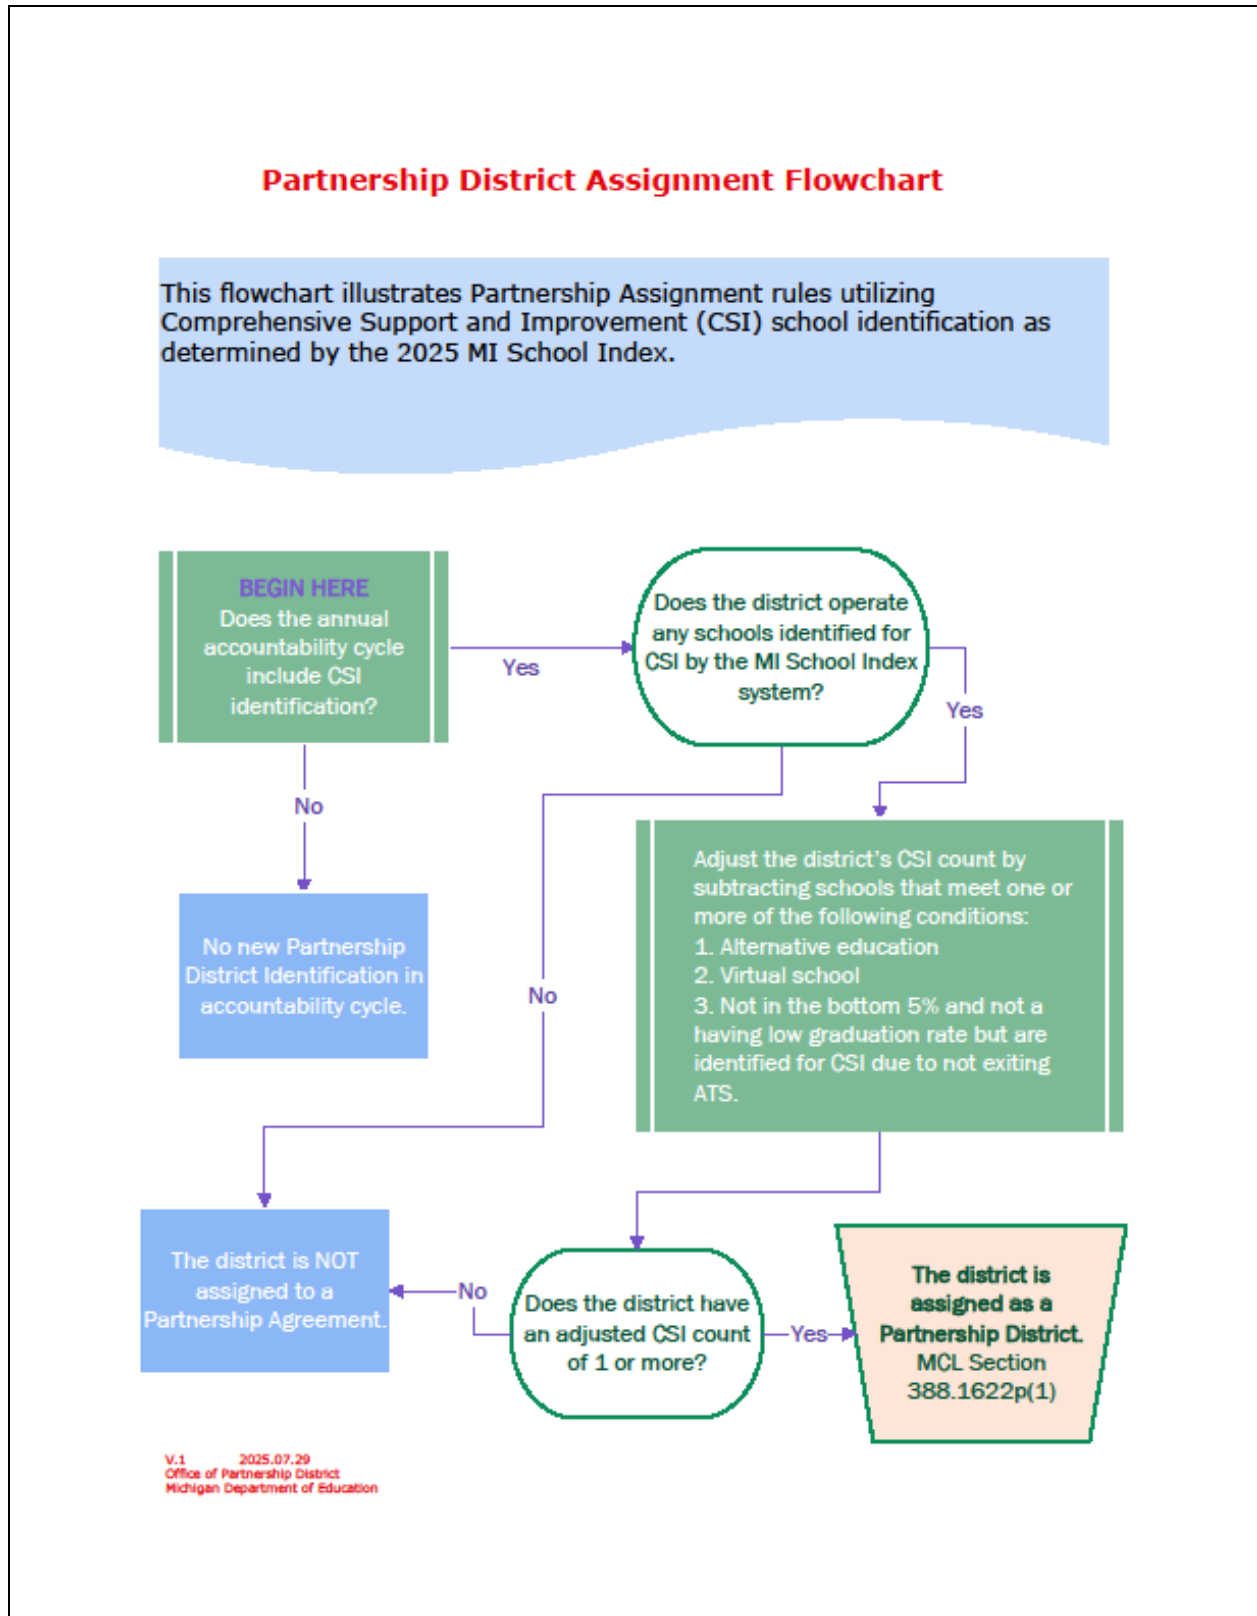 Partnership District Assignment Flowchart
This flowchart illustrates Partnership Assignment rules utilizing
Comprehensive Support and Improvement (CSI) school identification as
determined by the 2025 MI School Index.
BEGIN HERE
Does the annual
accountability cycle
include CSI
identification?
Yes
Does the district operate
any schools identified for
CSI by the MI School Index
system?
Yes
No
No new Partnership
District Identification in
accountability cycle.
No
Adjust the district's CSI count by
subtracting schools that meet one or
more of the following conditions:
1. Alternative education
2. Virtual school
3. Not in the bottom 5% and not a
having low graduation rate but are
identified for CSI due to not exiting
ATS.
The district is NOT
assigned to a
Partnership Agreement.
No
Does the district have
an adjusted CSI count
of 1 or more?
Yes
The district is
assigned as a
Partnership District.
MCL Section
388.1622p(1)
V.1 2025.07.29
Office of Partnership District
Michigan Department of Education